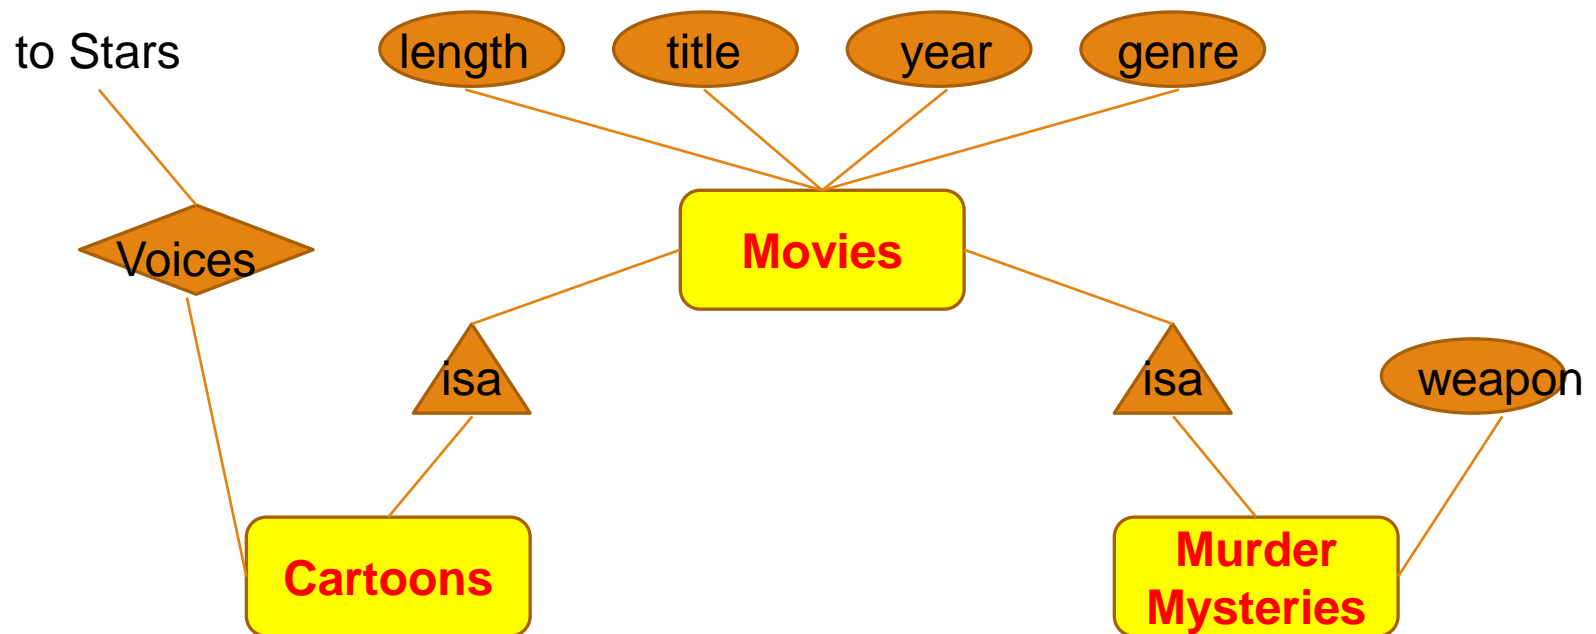 to Stars
length
title
year
genre
Voices
Movies
isa
isa
weapon
Cartoons
Murder
Mysteries